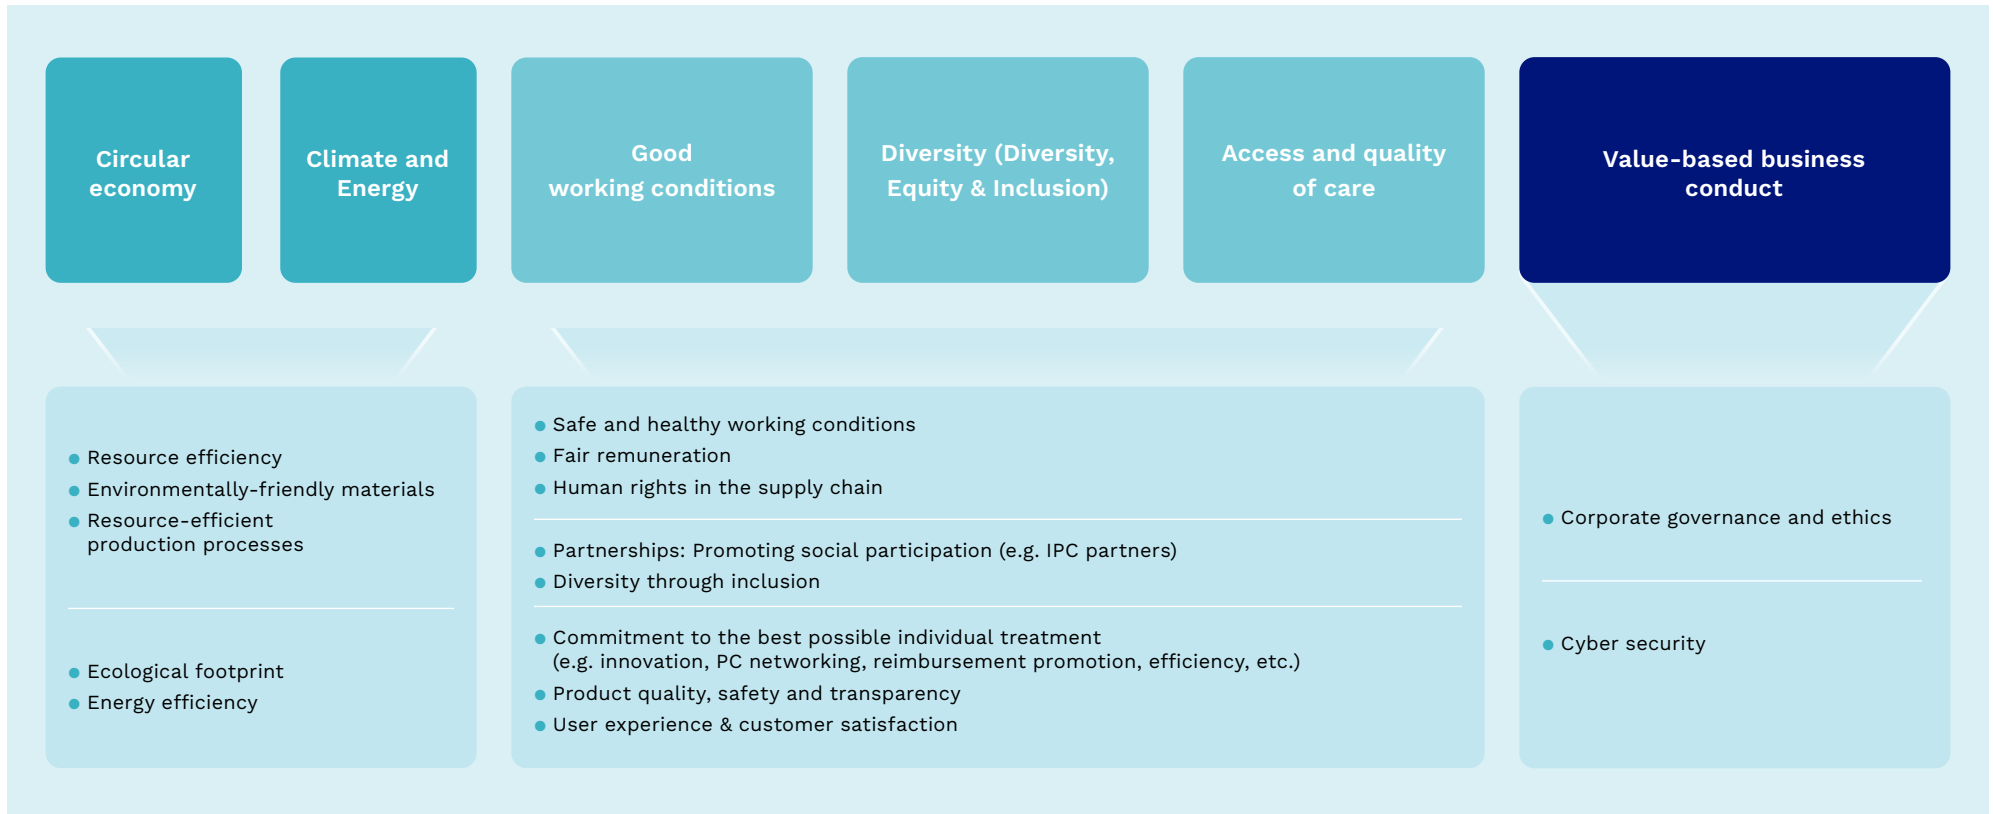 Circular
economy
Climate and
Energy
Good
working conditions
Diversity (Diversity,
Equity & Inclusion)
Access and quality
of care
Value-based business
conduct
● Resource efficiency
● Environmentally-friendly materials
● Resource-efficient
production processes
● Ecological footprint
● Energy efficiency
● Safe and healthy working conditions
● Fair remuneration
● Human rights in the supply chain
● Partnerships: Promoting social participation (e.g. IPC partners)
● Diversity through inclusion
● Commitment to the best possible individual treatment
(e.g. innovation, PC networking, reimbursement promotion, efficiency, etc.)
● Product quality, safety and transparency
● User experience & customer satisfaction
● Corporate governance and ethics
● Cyber security